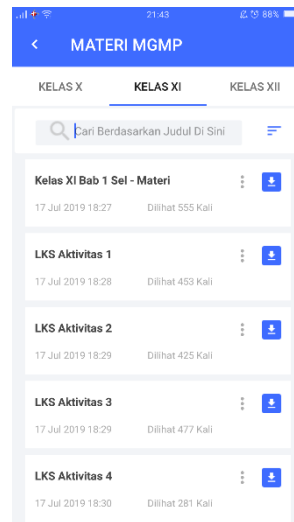 21:43
88%
MATERI MGMP
KELAS X KELAS XI KELAS XII
Cari Berdasarkan Judul Di Sini
Kelas XI Bab 1 Sel - Materi
17 Jul 2019 18:27 Dilihat 555 Kali
LKS Aktivitas 1
17 Jul 2019 18:28 Dilihat 453 Kali
LKS Aktivitas 2
17 Jul 2019 18:29 Dilihat 425 Kali
LKS Aktivitas 3
17 Jul 2019 18:29 Dilihat 477 Kali
LKS Aktivitas 4
17 Jul 2019 18:30 Dilihat 281 Kali